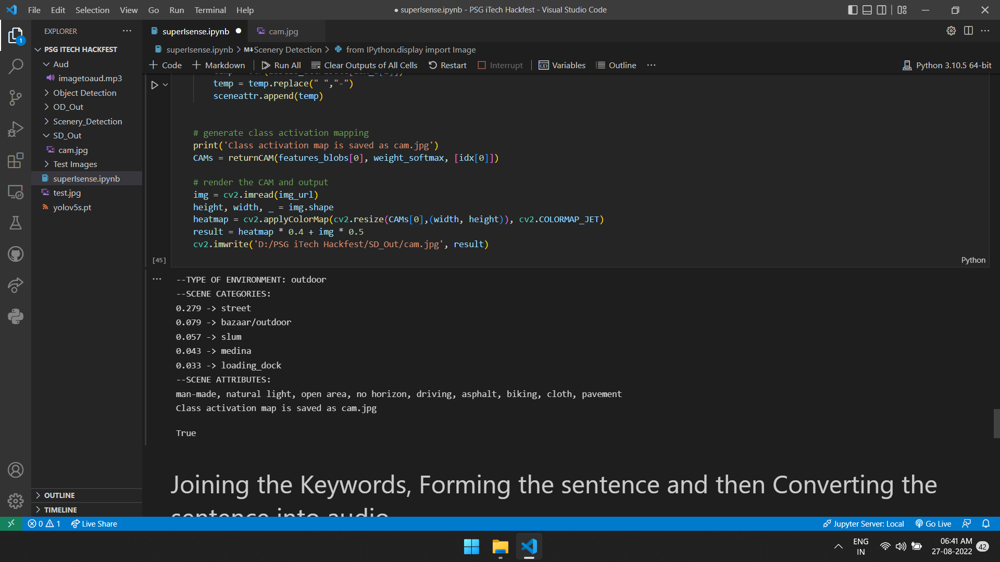 File Edit Selection View Go Run Terminal Help
● superIsense.ipynb - PSG iTech Hackfest - Visual Studio Code
EXPLORER
superIsense.ipynb
cam.jpg
1
PSG ITECH HACKFEST
Aud
imagetoaud.mp3
Object Detection
OD_Out
Scenery_Detection
SD_Out
cam.jpg
Test Images
superIsense.ipynb
test.jpg
yolov5s.pt
OUTLINE
TIMELINE
superIsense.ipynb > M↓Scenery Detection > from IPython.display import Image
+ Code + Markdown Run All Clear Outputs of All Cells Restart Interrupt Variables Outline ...
Python 3.10.5 64-bit
temp = temp.replace(" ","-")
sceneattr.append(temp)
# generate class activation mapping
print('Class activation map is saved as cam.jpg')
CAMs = returnCAM(features_blobs[0], weight_softmax, [idx[0]])
# render the CAM and output
img = cv2.imread(img_url)
height, width, _ = img.shape
heatmap = cv2.applyColorMap(cv2.resize(CAMs[0],(width, height)), cv2.COLORMAP_JET)
result = heatmap * 0.4 + img * 0.5
cv2.imwrite('D:/PSG iTech Hackfest/SD_Out/cam.jpg', result)
[45]
Python
--TYPE OF ENVIRONMENT: outdoor
--SCENE CATEGORIES:
0.279 -> street
0.079 -> bazaar/outdoor
0.057 -> slum
0.043 -> medina
0.033 -> loading_dock
--SCENE ATTRIBUTES:
man-made, natural light, open area, no horizon, driving, asphalt, biking, cloth, pavement
Class activation map is saved as cam.jpg
True
Joining the Keywords, Forming the sentence and then Converting the
sentence into audio
0 1 Live Share
Jupyter Server: Local Go Live
ENG
IN
06:41 AM
27-08-2022
42